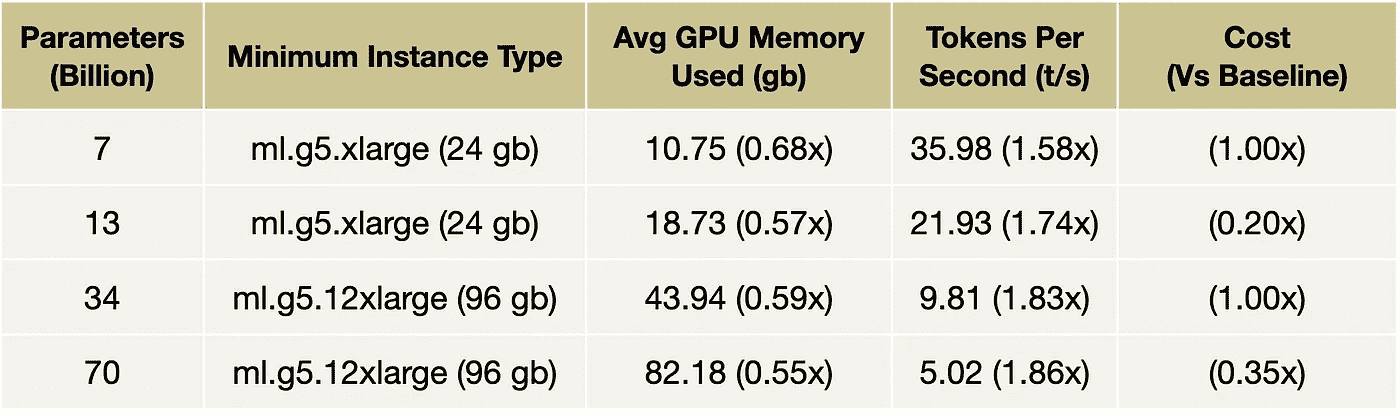 Parameters (Billion) Minimum Instance Type Avg GPU Memory Used (gb) Tokens Per Second (t/s) Cost (Vs Baseline)
7 ml.g5.xlarge (24 gb) 10.75 (0.68x) 35.98 (1.58x) (1.00x)
13 ml.g5.xlarge (24 gb) 18.73 (0.57x) 21.93 (1.74x) (0.20x)
34 ml.g5.12xlarge (96 gb) 43.94 (0.59x) 9.81 (1.83x) (1.00x)
70 ml.g5.12xlarge (96 gb) 82.18 (0.55x) 5.02 (1.86x) (0.35x)